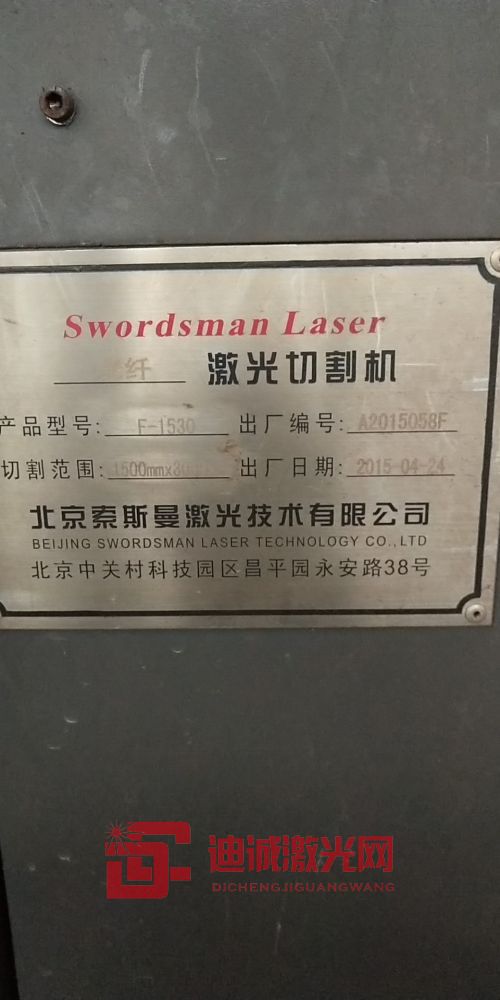 Swordsman Laser
光纤 激光切割机
产品型号: F-1530 出厂编号: A2015058F
切割范围: 1500mmx30 出厂日期: 2015-04-24
北京索斯曼激光技术有限公司
BEIJING SWORDSMAN LASER TECHNOLOGY CO.,LTD
北京中关村科技园区昌平园永安路38号
迪诚激光网
DICHENGJIGUANGWANG